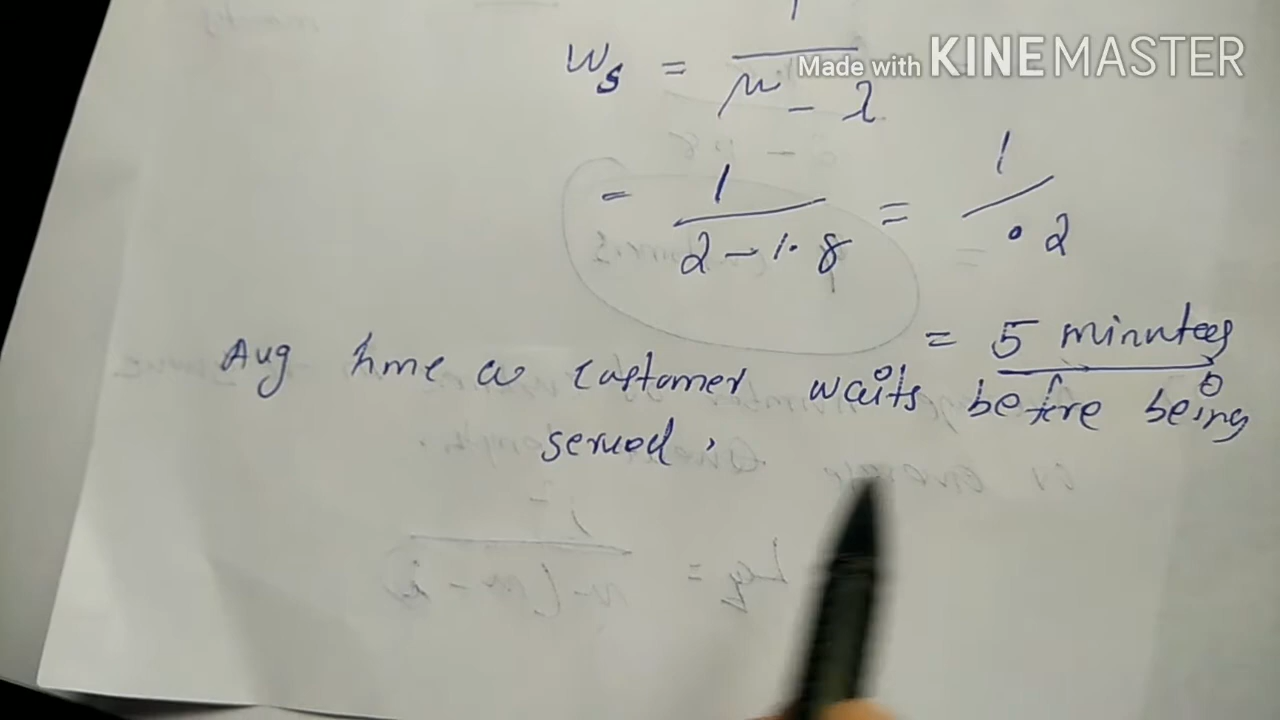 Made with KINEMASTER
Ws = 1 / μ - λ
= 1 / 2 - 1.8 = 1 / .2
= 5 minutes
Avg time a customer waits before being
served.
Lq =